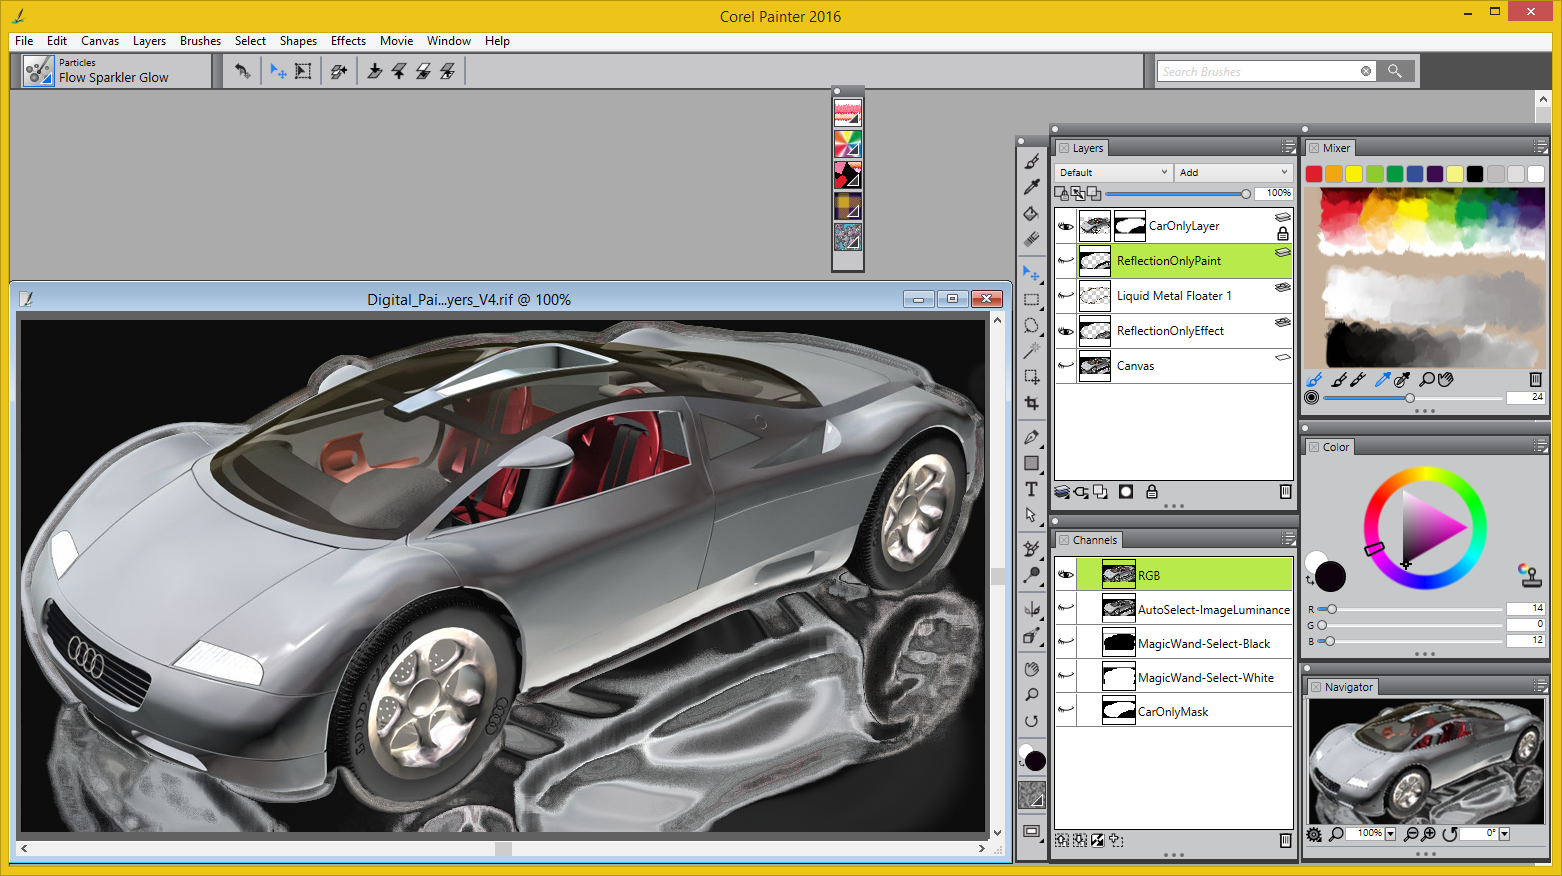 Corel Painter 2016
File Edit Canvas Layers Brushes Select Shapes Effects Movie Window Help
Particles
Flow Sparkler Glow
Search Brushes
Digital_Pai...yers_V4.rif @ 100%
Layers
Default
Add
100%
CarOnlyLayer
ReflectionOnlyPaint
Liquid Metal Floater 1
ReflectionOnlyEffect
Canvas
Channels
RGB
AutoSelect-ImageLuminance
MagicWand-Select-Black
MagicWand-Select-White
CarOnlyMask
Mixer
24
Color
R 14
G 0
B 12
Navigator
100%
0°